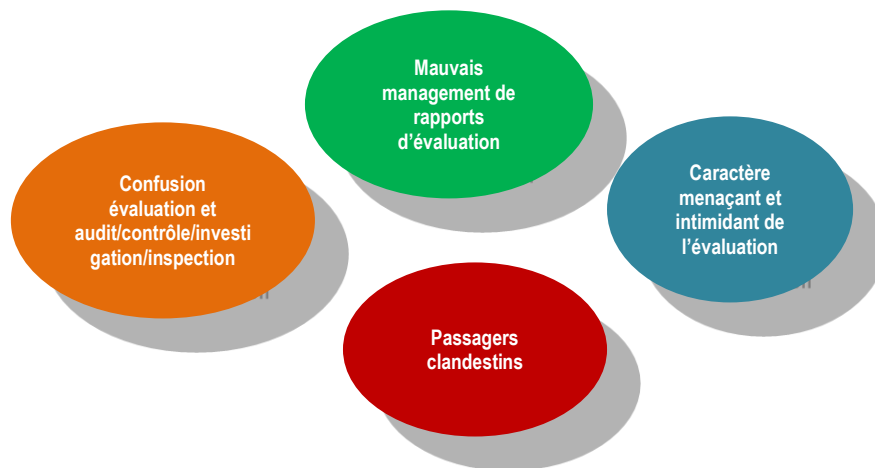 Mauvais
management de
rapports
d’évaluation
Confusion
évaluation et
audit/contrôle/investi
gation/inspection
Caractère
menaçant et
intimidant de
l’évaluation
Passagers
clandestins